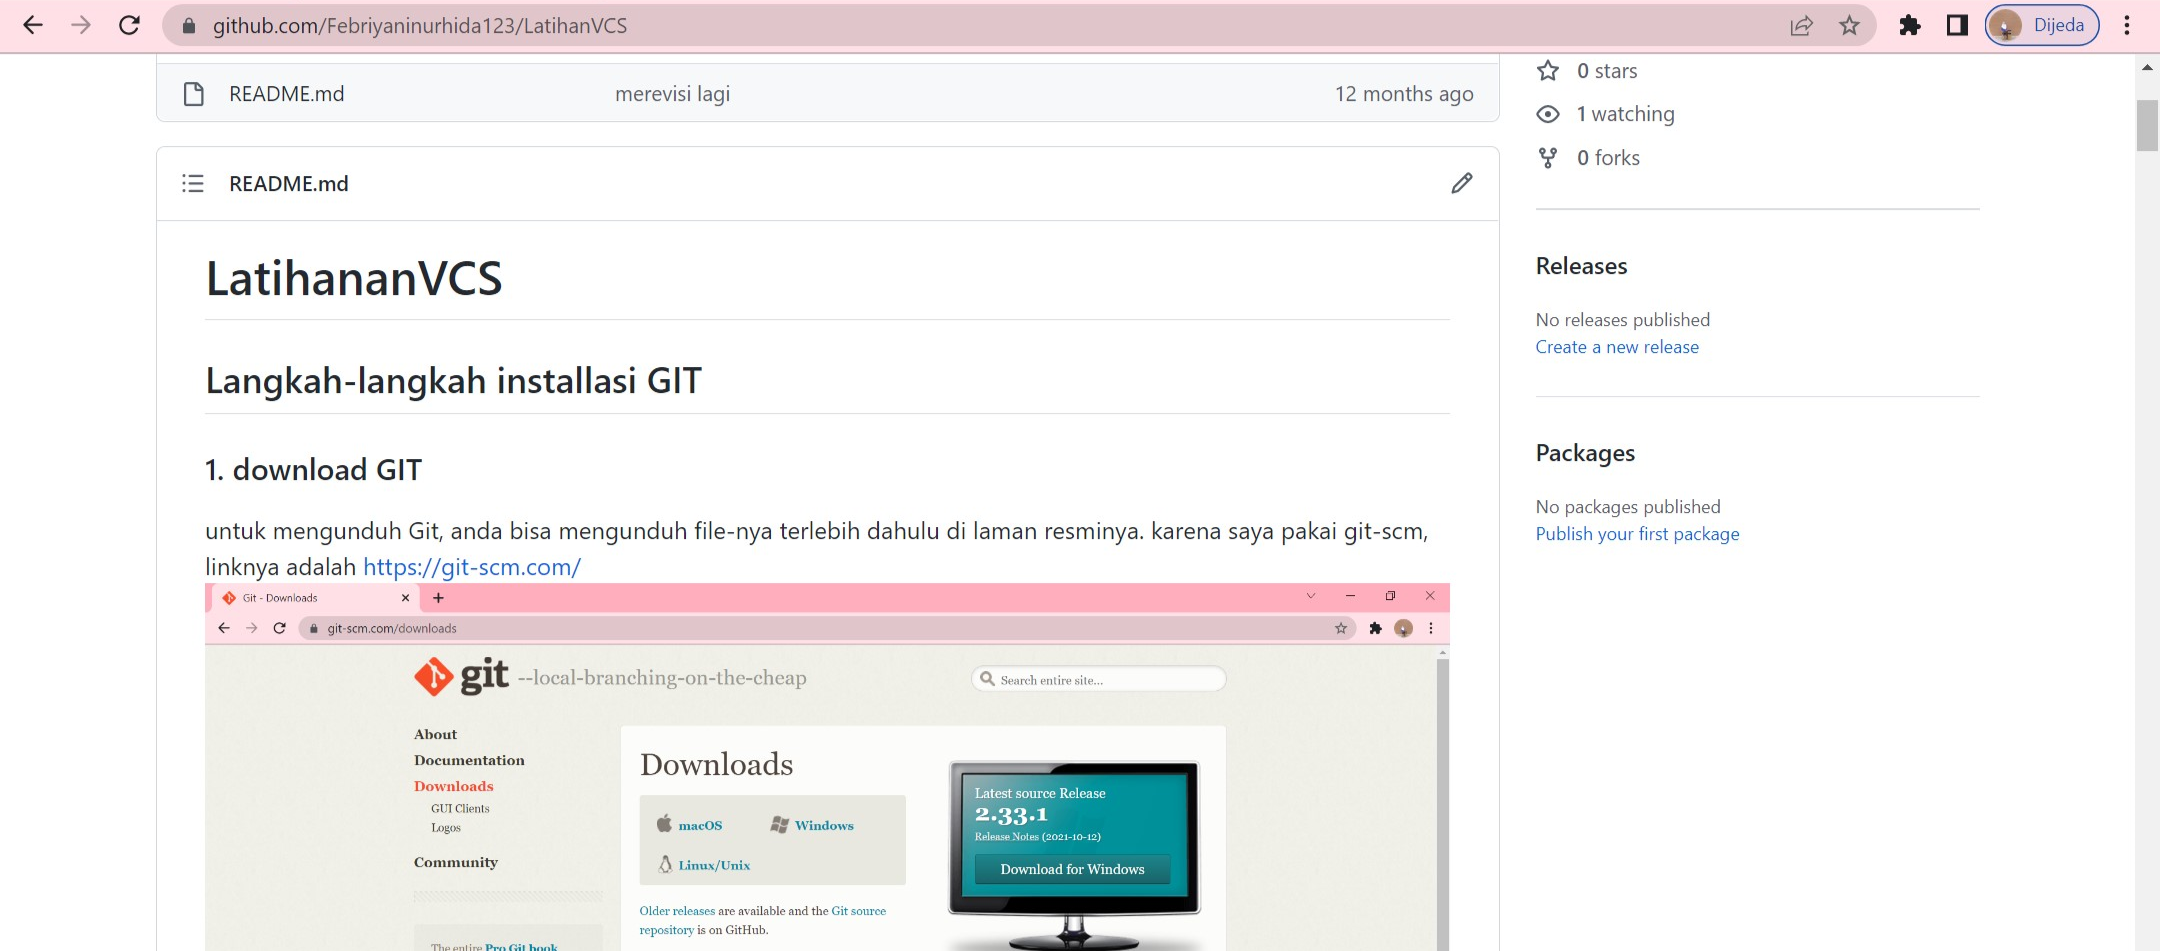 github.com/Febriyaninurhida123/LatihanVCS
Dijeda
README.md merevisi lagi 12 months ago
0 stars
1 watching
0 forks
README.md
LatihananVCS
Langkah-langkah installasi GIT
1. download GIT
untuk mengunduh Git, anda bisa mengunduh file-nya terlebih dahulu di laman resminya. karena saya pakai git-scm,
linknya adalah https://git-scm.com/
Git - Downloads
git-scm.com/downloads
git --local-branching-on-the-cheap
Search entire site...
About
Documentation
Downloads
GUI Clients
Logos
Community
The entire Pro Git book
Downloads
macOS Windows
Linux/Unix
Older releases are available and the Git source
repository is on GitHub.
Latest source Release
2.33.1
Release Notes (2021-10-12)
Download for Windows
Releases
No releases published
Create a new release
Packages
No packages published
Publish your first package